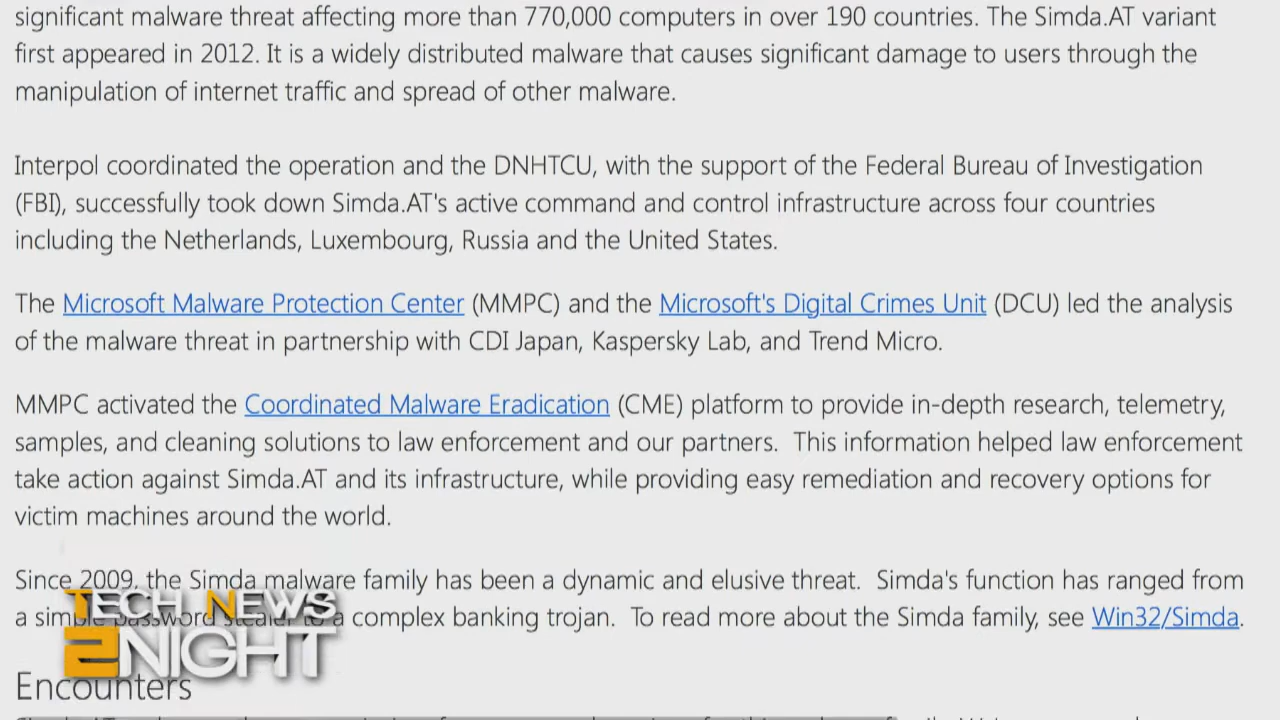 significant malware threat affecting more than 770,000 computers in over 190 countries. The Simda.AT variant
first appeared in 2012. It is a widely distributed malware that causes significant damage to users through the
manipulation of internet traffic and spread of other malware.
Interpol coordinated the operation and the DNHTCU, with the support of the Federal Bureau of Investigation
(FBI), successfully took down Simda.AT's active command and control infrastructure across four countries
including the Netherlands, Luxembourg, Russia and the United States.
The Microsoft Malware Protection Center (MMPC) and the Microsoft's Digital Crimes Unit (DCU) led the analysis
of the malware threat in partnership with CDI Japan, Kaspersky Lab, and Trend Micro.
MMPC activated the Coordinated Malware Eradication (CME) platform to provide in-depth research, telemetry,
samples, and cleaning solutions to law enforcement and our partners.  This information helped law enforcement
take action against Simda.AT and its infrastructure, while providing easy remediation and recovery options for
victim machines around the world.
Since 2009, the Simda malware family has been a dynamic and elusive threat.  Simda's function has ranged from
a simple password stealer to a complex banking trojan.  To read more about the Simda family, see Win32/Simda.
TECH NEWS
2NIGHT
Encounters